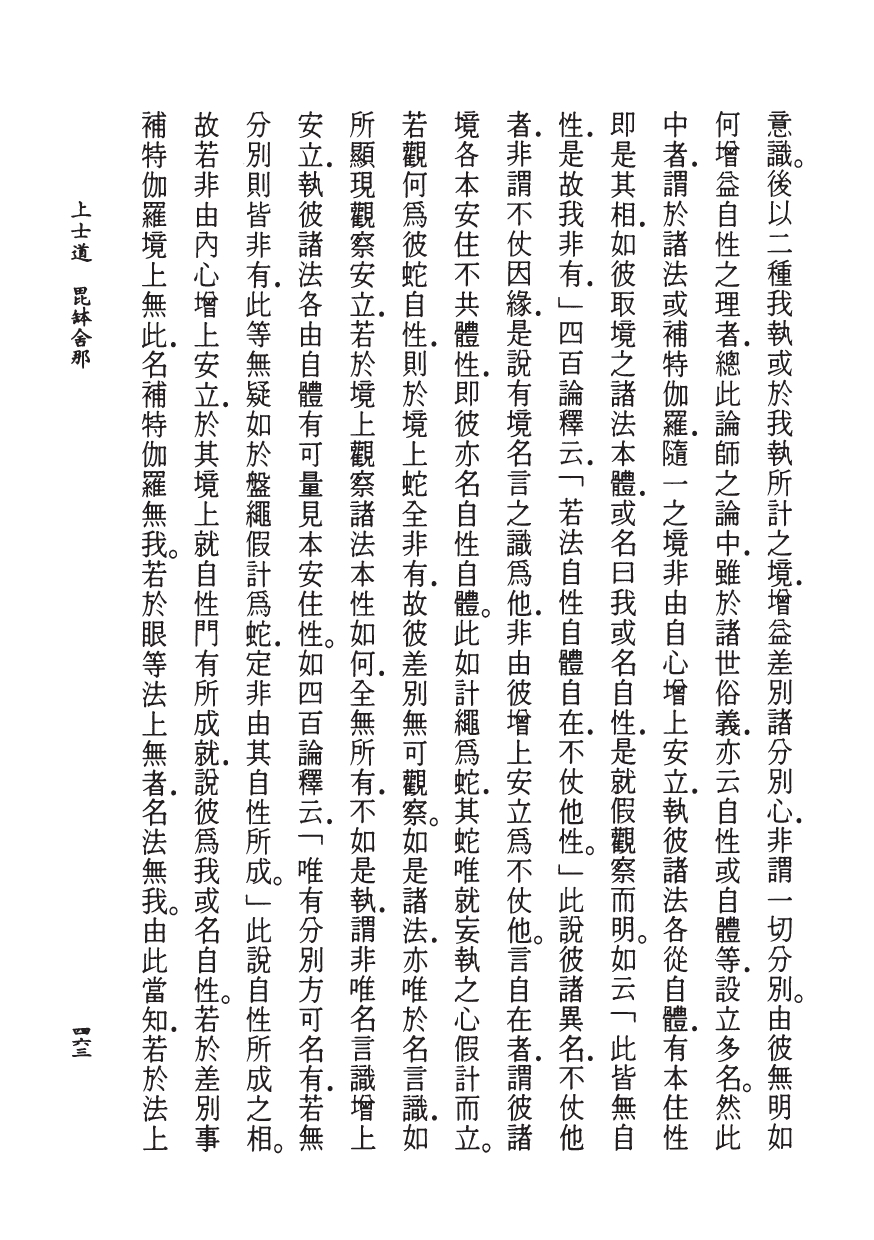 意識。後以二種我執或於我執所計之境．增益差別諸分別心．非謂一切分別。由彼無明如
何增益自性之理者．總此論師之論中．雖於諸世俗義．亦云自性或自體等．設立多名。然此
中者．謂於諸法或補特伽羅．隨一之境非由自心增上安立．執彼諸法各從自體．有本住性
即是其相．如彼取境之諸法本體．或名曰我或名自性．是就假觀察而明。如云「此皆無自
性．是故我非有．」四百論釋云．「若法自性自體自在．不仗他性。」此說彼諸異名．不仗他
者．非謂不仗因緣．是說有境名言之識爲他．非由彼增上安立爲不仗他。言自在者．謂彼諸
境各本安住不共體性．即彼亦名自性自體。此如計繩爲蛇．其蛇唯就妄執之心假計而立。
若觀何爲彼蛇自性．則於境上蛇全非有．故彼差別無可觀察。如是諸法．亦唯於名言識．如
所顯現觀察安立．若於境上觀察諸法本性如何．全無所有．不如是執．謂非唯名言識增上
安立．執彼諸法各由自體有可量見本安住性。如四百論釋云．「唯有分別方可名有．若無
分別則皆非有．此等無疑如於盤繩假計爲蛇．定非由其自性所成。」此說自性所成之相。
故若非由內心增上安立．於其境上就自性門有所成就．說彼爲我或名自性。若於差別事
補特伽羅境上無此．名補特伽羅無我。若於眼等法上無者．名法無我。由此當知．若於法上
上士道　毘缽舍那
四六三